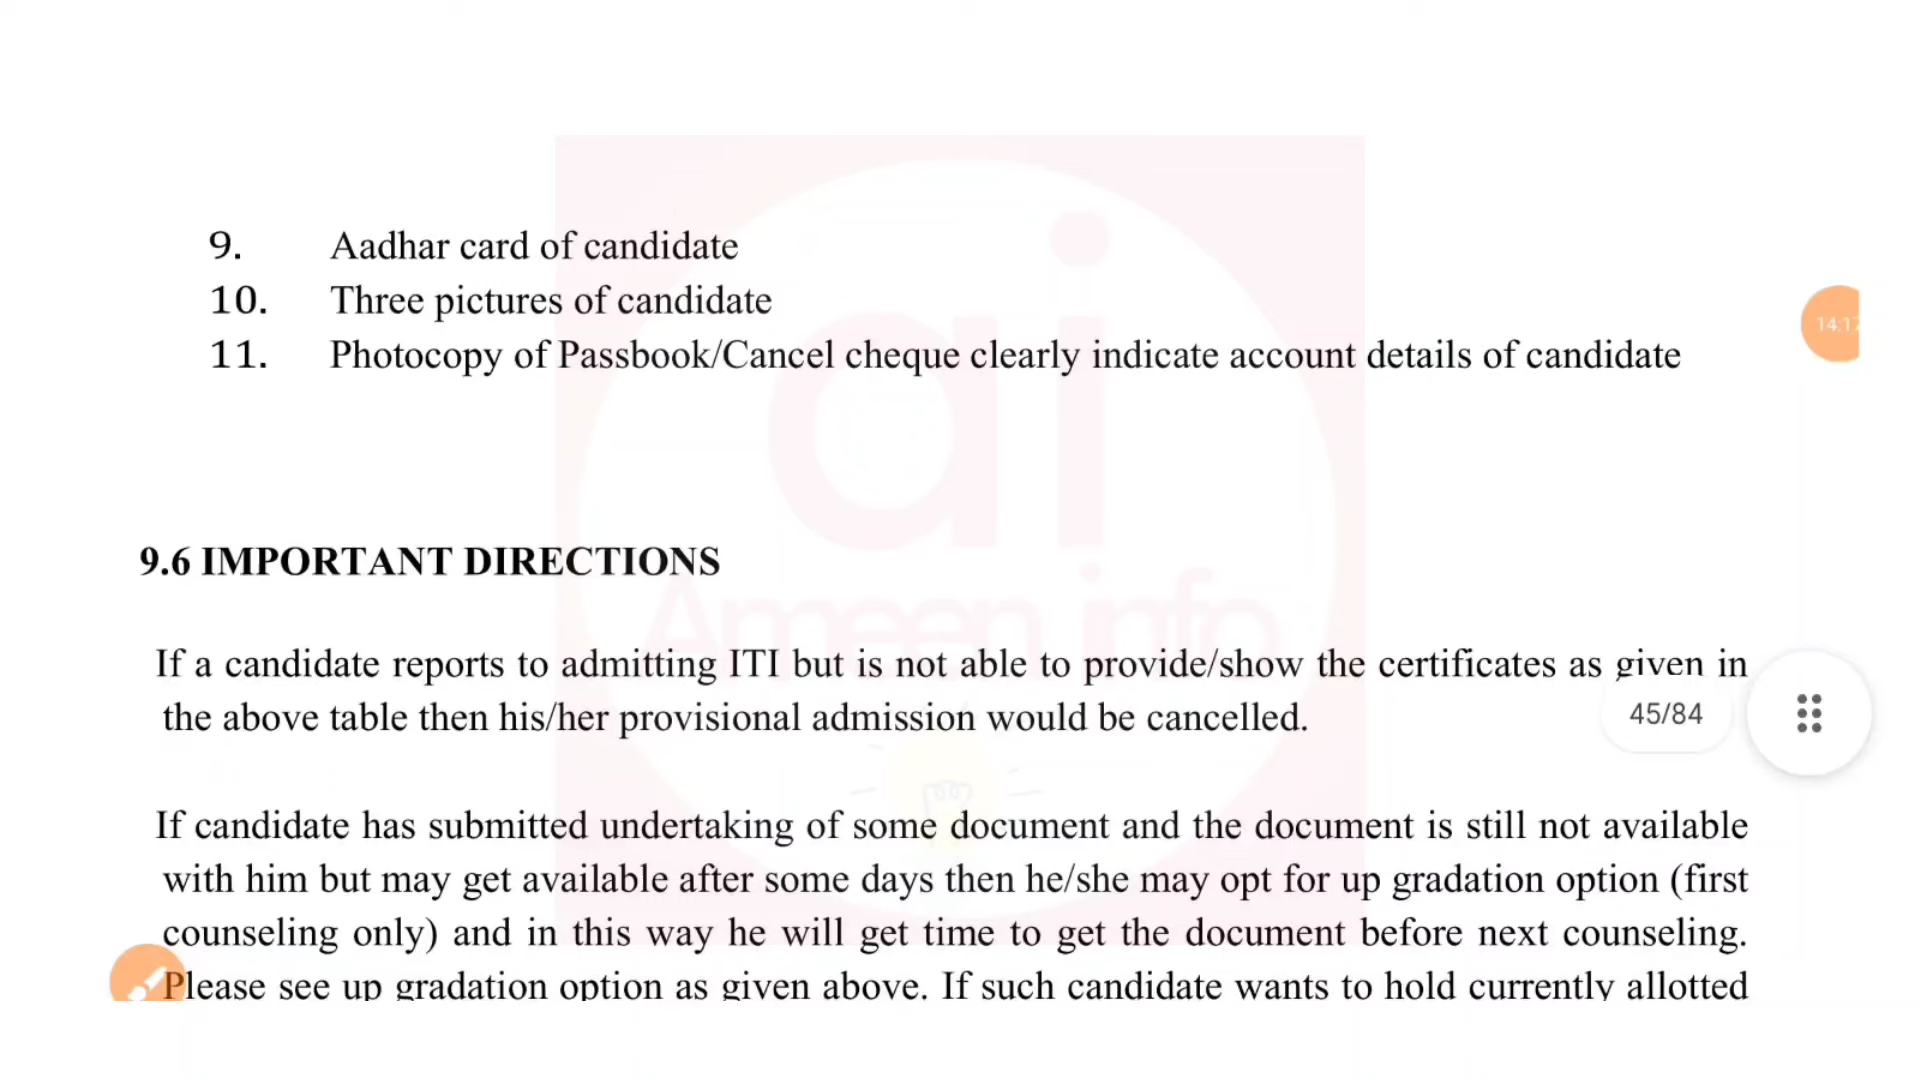 9. Aadhar card of candidate
10. Three pictures of candidate
11. Photocopy of Passbook/Cancel cheque clearly indicate account details of candidate
14:17
9.6 IMPORTANT DIRECTIONS
If a candidate reports to admitting ITI but is not able to provide/show the certificates as given in
the above table then his/her provisional admission would be cancelled.
45/84
If candidate has submitted undertaking of some document and the document is still not available
with him but may get available after some days then he/she may opt for up gradation option (first
counseling only) and in this way he will get time to get the document before next counseling.
Please see up gradation option as given above. If such candidate wants to hold currently allotted
ai
Ameen info